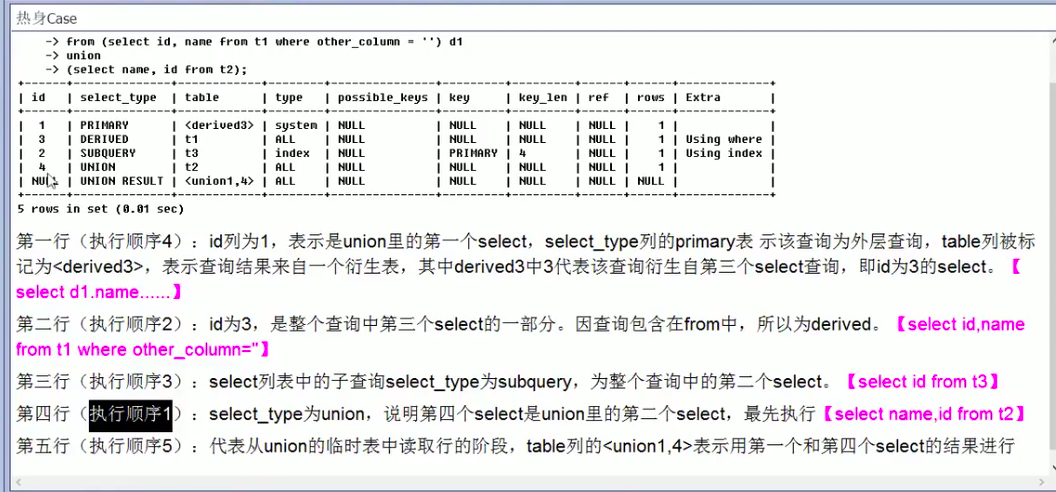 热身Case
-> from (select id, name from t1 where other_column = '') d1
-> union
-> (select name, id from t2);
| id | select_type | table | type | possible_keys | key | key_len | ref | rows | Extra |
| 1 | PRIMARY | <derived3> | system | NULL | NULL | NULL | NULL | 1 | |
| 3 | DERIVED | t1 | ALL | NULL | NULL | NULL | NULL | 1 | Using where |
| 2 | SUBQUERY | t3 | index | NULL | PRIMARY | 4 | NULL | 1 | Using index |
| 4 | UNION | t2 | ALL | NULL | NULL | NULL | NULL | 1 | |
| NULL | UNION RESULT | <union1,4> | ALL | NULL | NULL | NULL | NULL | NULL | |
5 rows in set (0.01 sec)
第一行（执行顺序4）：id列为1，表示是union里的第一个select，select_type列的primary表 示该查询为外层查询，table列被标
记为<derived3>，表示查询结果来自一个衍生表，其中derived3中3代表该查询衍生自第三个select查询，即id为3的select。【
select d1.name......】
第二行（执行顺序2）：id为3，是整个查询中第三个select的一部分。因查询包含在from中，所以为derived。【select id,name
from t1 where other_column=''】
第三行（执行顺序3）：select列表中的子查询select_type为subquery，为整个查询中的第二个select。【select id from t3】
第四行（执行顺序1）：select_type为union，说明第四个select是union里的第二个select，最先执行【select name,id from t2】
第五行（执行顺序5）：代表从union的临时表中读取行的阶段，table列的<union1,4>表示用第一个和第四个select的结果进行